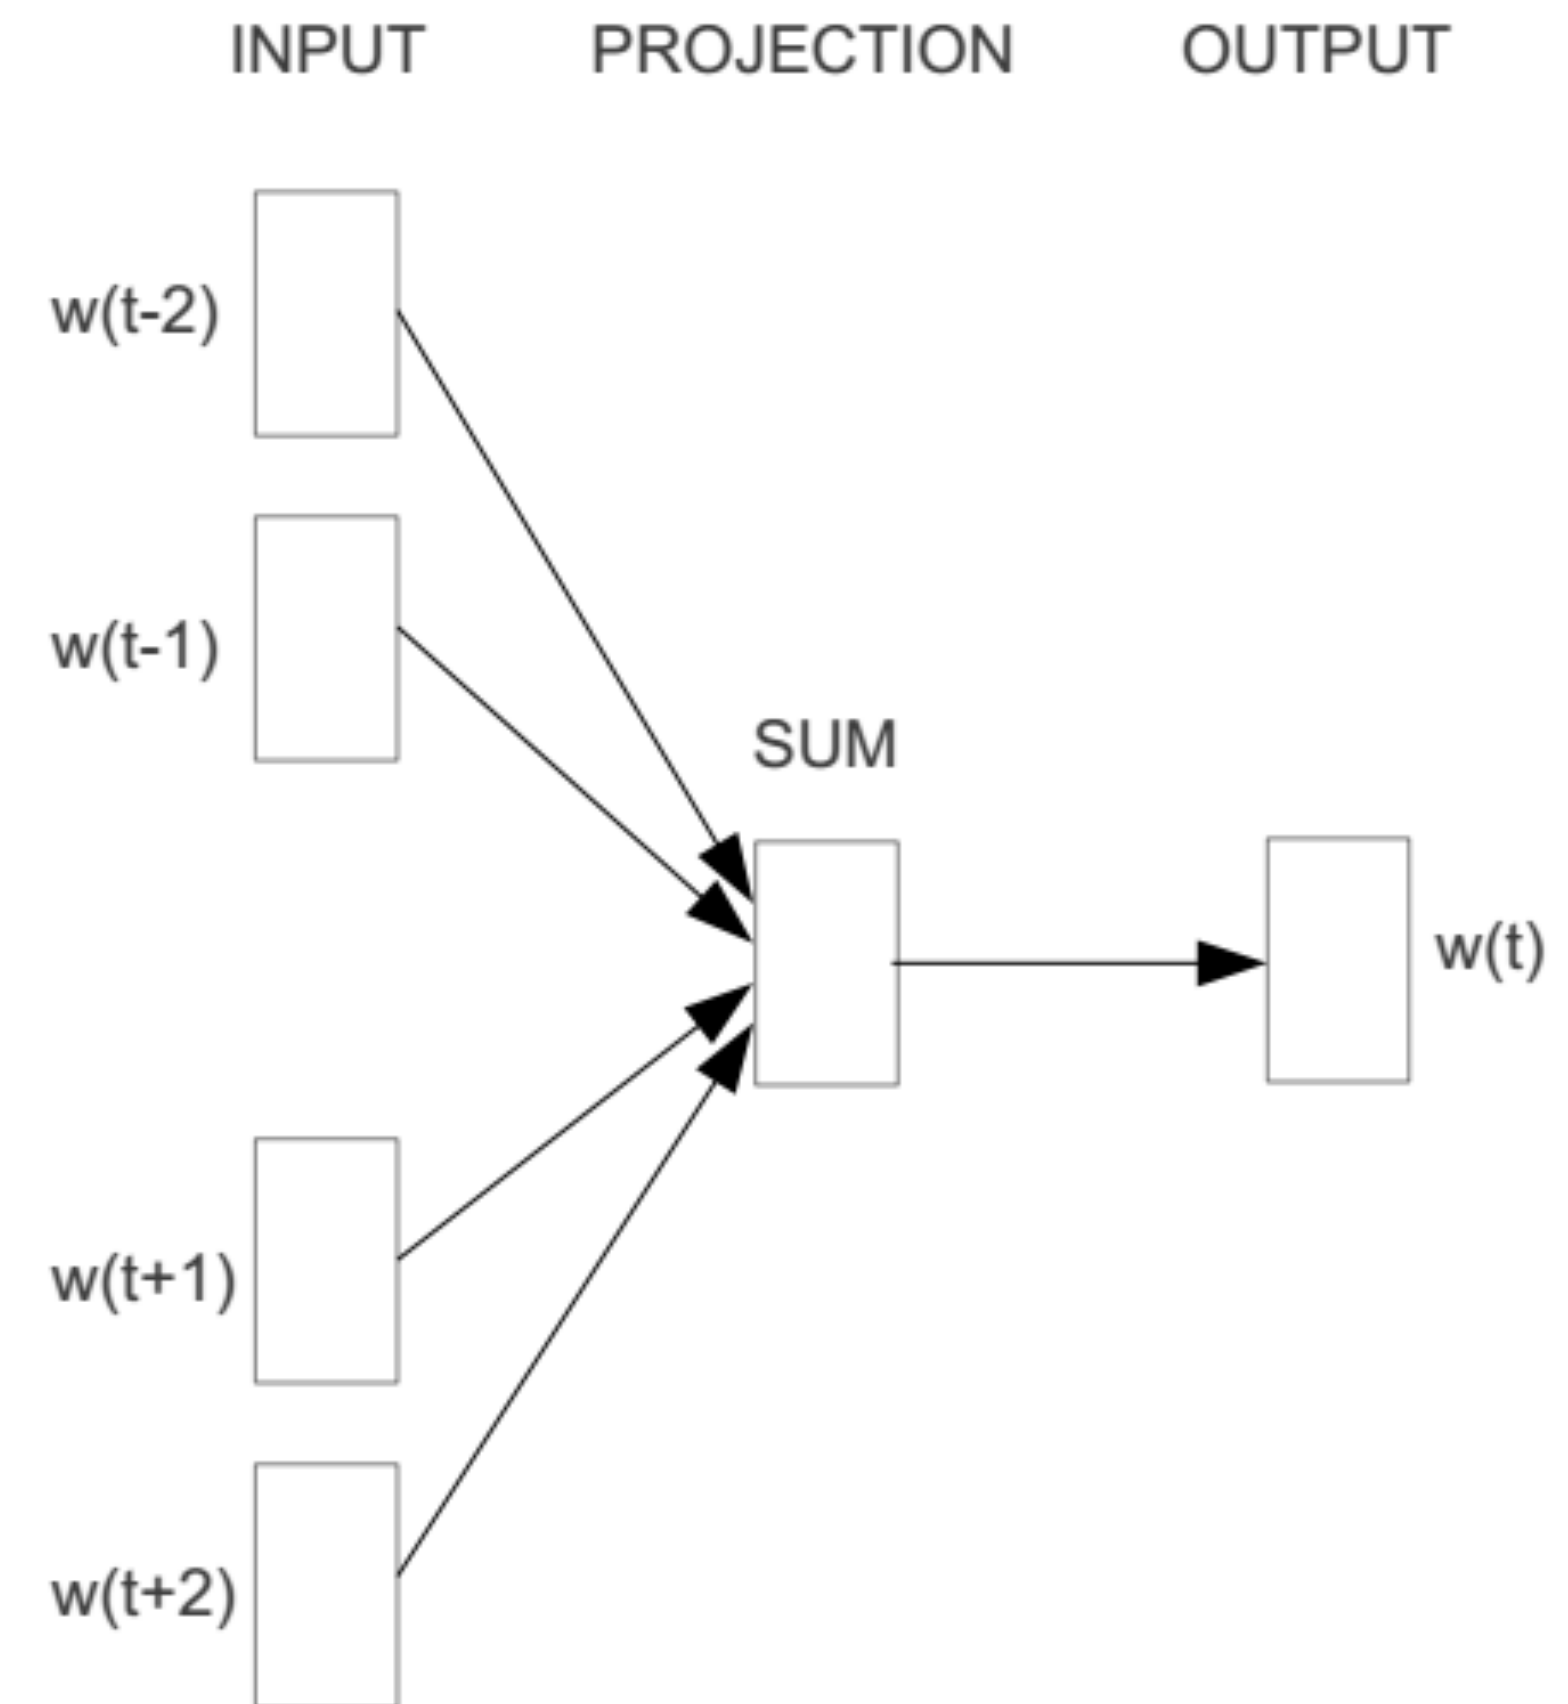 INPUT PROJECTION OUTPUT
w(t-2)
w(t-1)
SUM
w(t)
w(t+1)
w(t+2)